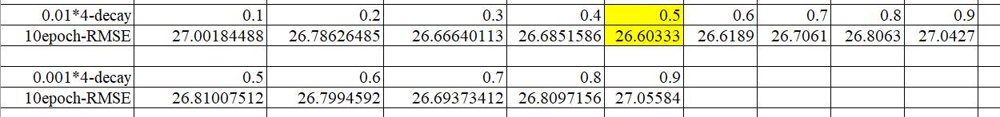 0.01*4-decay 0.1 0.2 0.3 0.4 0.5 0.6 0.7 0.8 0.9
10epoch-RMSE 27.00184488 26.78626485 26.66640113 26.6851586 26.60333 26.6189 26.7061 26.8063 27.0427
0.001*4-decay 0.5 0.6 0.7 0.8 0.9
10epoch-RMSE 26.81007512 26.7994592 26.69373412 26.8097156 27.05584